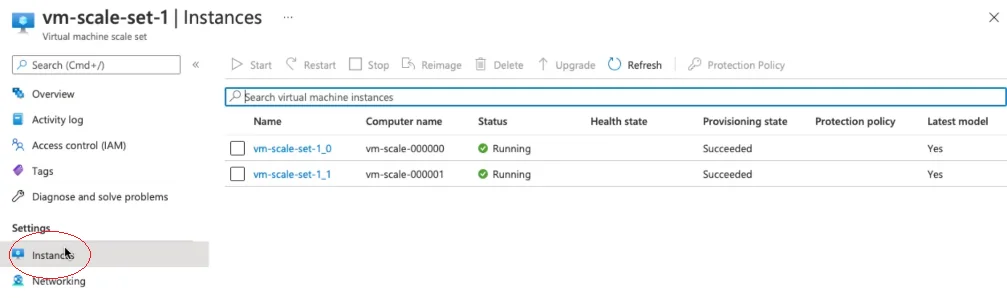 vm-scale-set-1 | Instances ...
Virtual machine scale set
Search (Cmd+/) «
Start Restart Stop Reimage Delete Upgrade Refresh Protection Policy
Overview
Activity log
Access control (IAM)
Tags
Diagnose and solve problems
Settings
Instances
Networking
Search virtual machine instances
Name Computer name Status Health state Provisioning state Protection policy Latest model
vm-scale-set-1_0 vm-scale-000000 Running Succeeded Yes
vm-scale-set-1_1 vm-scale-000001 Running Succeeded Yes